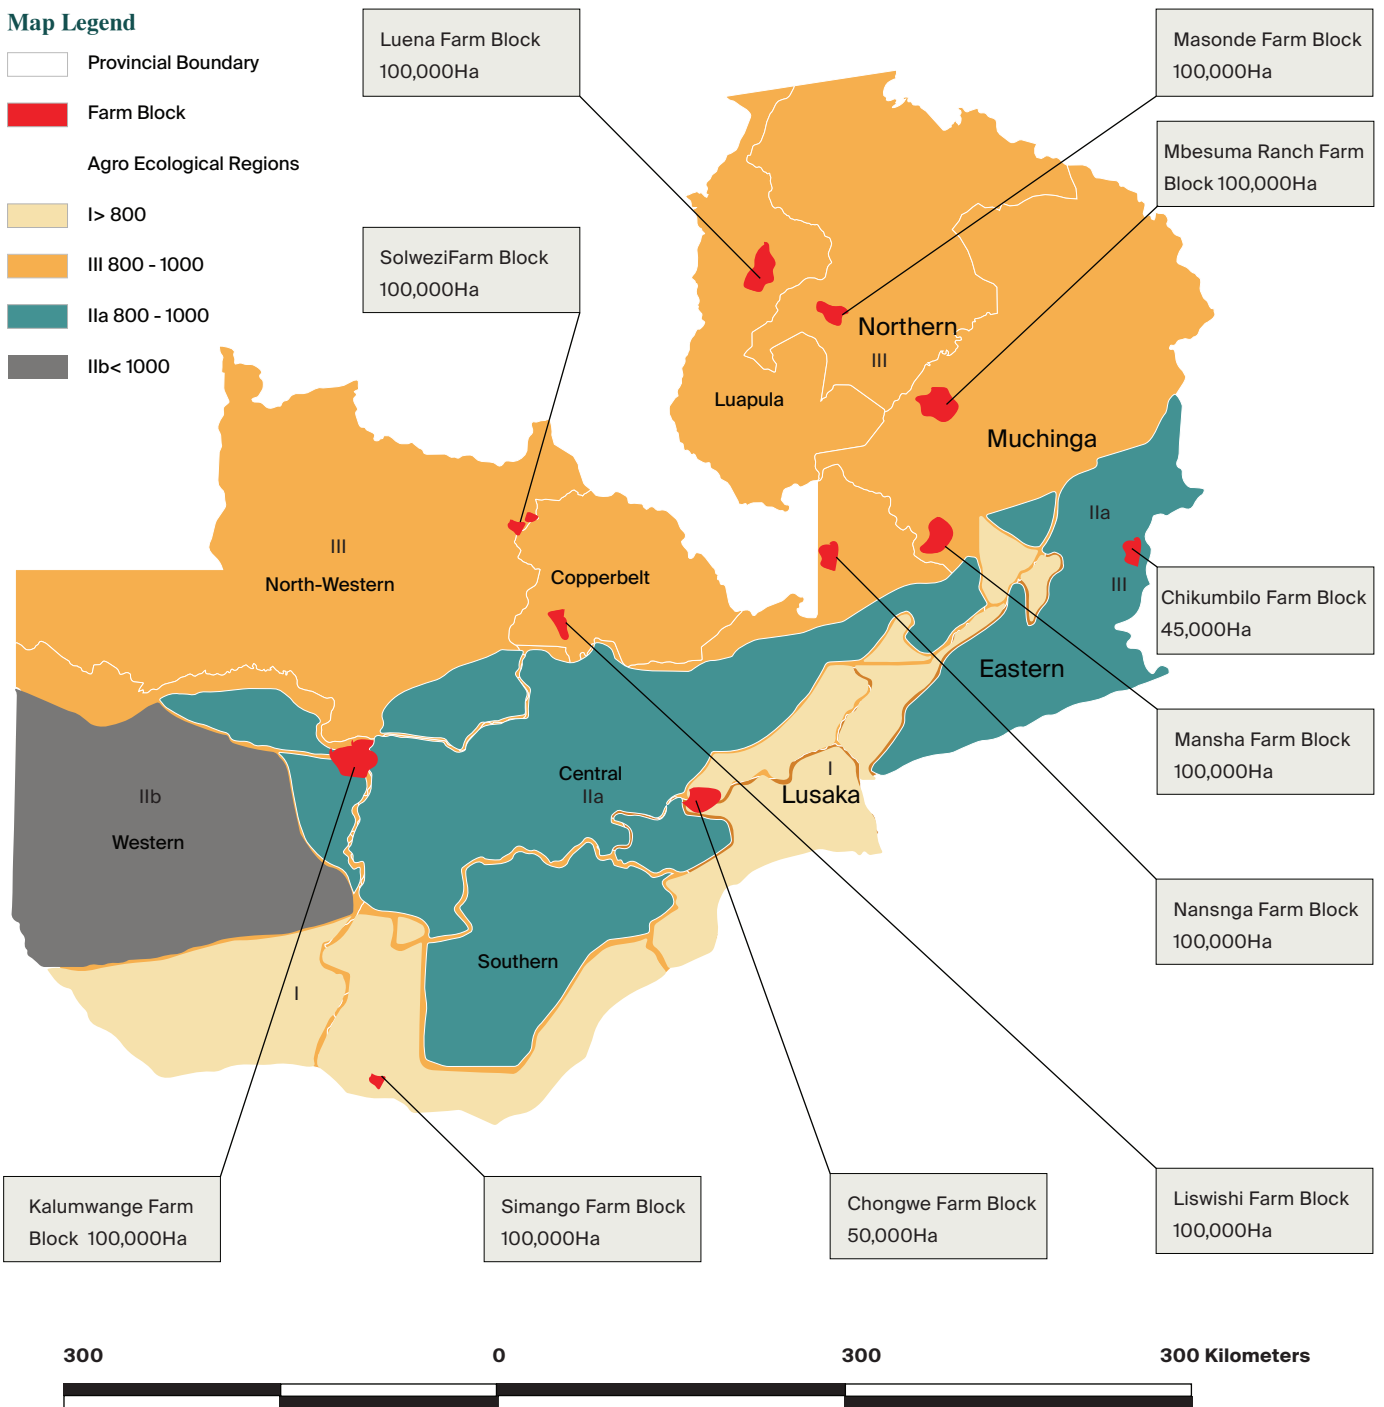 Map Legend
Provincial Boundary
Farm Block
Agro Ecological Regions
I> 800
III 800 - 1000
IIa 800 - 1000
IIb< 1000
Luena Farm Block
100,000Ha
Masonde Farm Block
100,000Ha
Mbesuma Ranch Farm
Block 100,000Ha
SolweziFarm Block
100,000Ha
Northern
III
Luapula
Muchinga
IIa
III
III
North-Western
Copperbelt
Chikumbilo Farm Block
45,000Ha
Eastern
Mansha Farm Block
100,000Ha
Central
IIa
I
Lusaka
IIb
Western
Nansnga Farm Block
100,000Ha
Southern
I
Kalumwange Farm
Block 100,000Ha
Simango Farm Block
100,000Ha
Chongwe Farm Block
50,000Ha
Liswishi Farm Block
100,000Ha
300 0 300 300 Kilometers